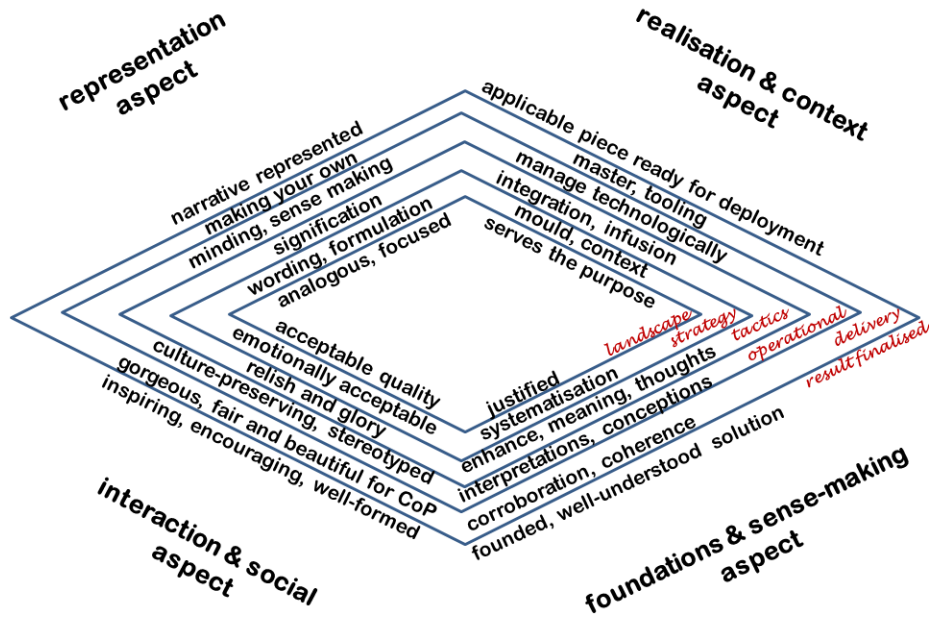 representation
aspect
realisation & context
aspect
narrative represented
making your own
minding, sense making
signification
wording, formulation
analogous, focused
applicable piece ready for deployment
master, tooling
manage technologically
integration, infusion
mould, context
serves the purpose
landscape
strategy
tactics
operational
delivery
result finalised
acceptable quality
emotionally acceptable
relish and glory
culture-preserving, stereotyped
gorgeous, fair and beautiful for CoP
inspiring, encouraging, well-formed
justified
systematisation
enhance, meaning, thoughts
interpretations, conceptions
corroboration, coherence
founded, well-understood solution
interaction & social
aspect
foundations & sense-making
aspect